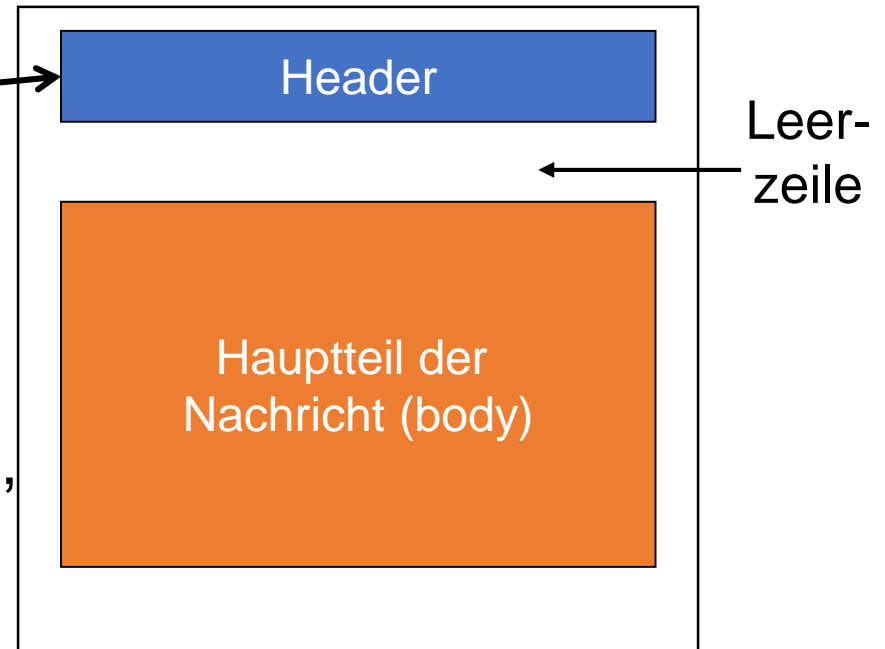 Header
Leer-
zeile
Hauptteil der
Nachricht (body)
,